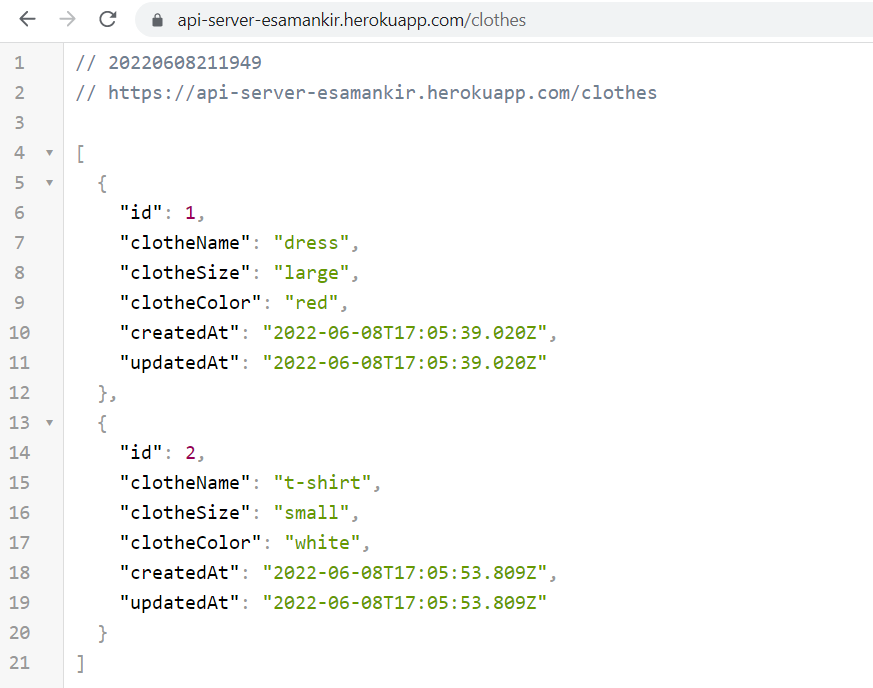 api-server-esamankir.herokuapp.com/clothes
1 // 20220608211949
2 // https://api-server-esamankir.herokuapp.com/clothes
3
4 [
5 {
6 "id": 1,
7 "clotheName": "dress",
8 "clotheSize": "large",
9 "clotheColor": "red",
10 "createdAt": "2022-06-08T17:05:39.020Z",
11 "updatedAt": "2022-06-08T17:05:39.020Z"
12 },
13 {
14 "id": 2,
15 "clotheName": "t-shirt",
16 "clotheSize": "small",
17 "clotheColor": "white",
18 "createdAt": "2022-06-08T17:05:53.809Z",
19 "updatedAt": "2022-06-08T17:05:53.809Z"
20 }
21 ]